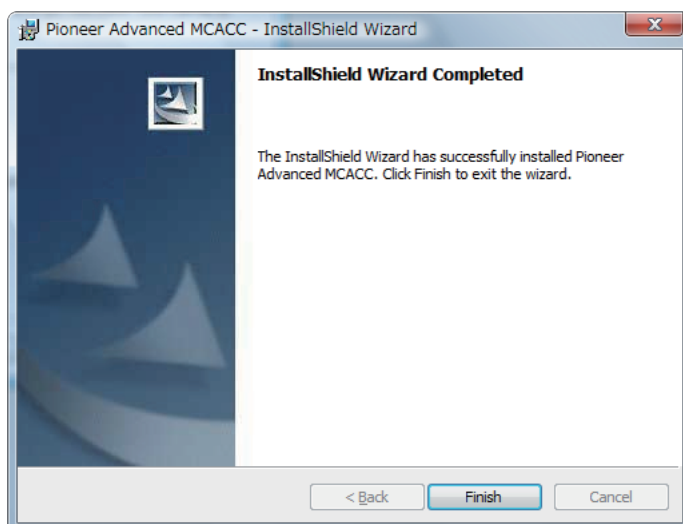 Pioneer Advanced MCACC - InstallShield Wizard
InstallShield Wizard Completed
The InstallShield Wizard has successfully installed Pioneer
Advanced MCACC. Click Finish to exit the wizard.
< Back
Finish
Cancel